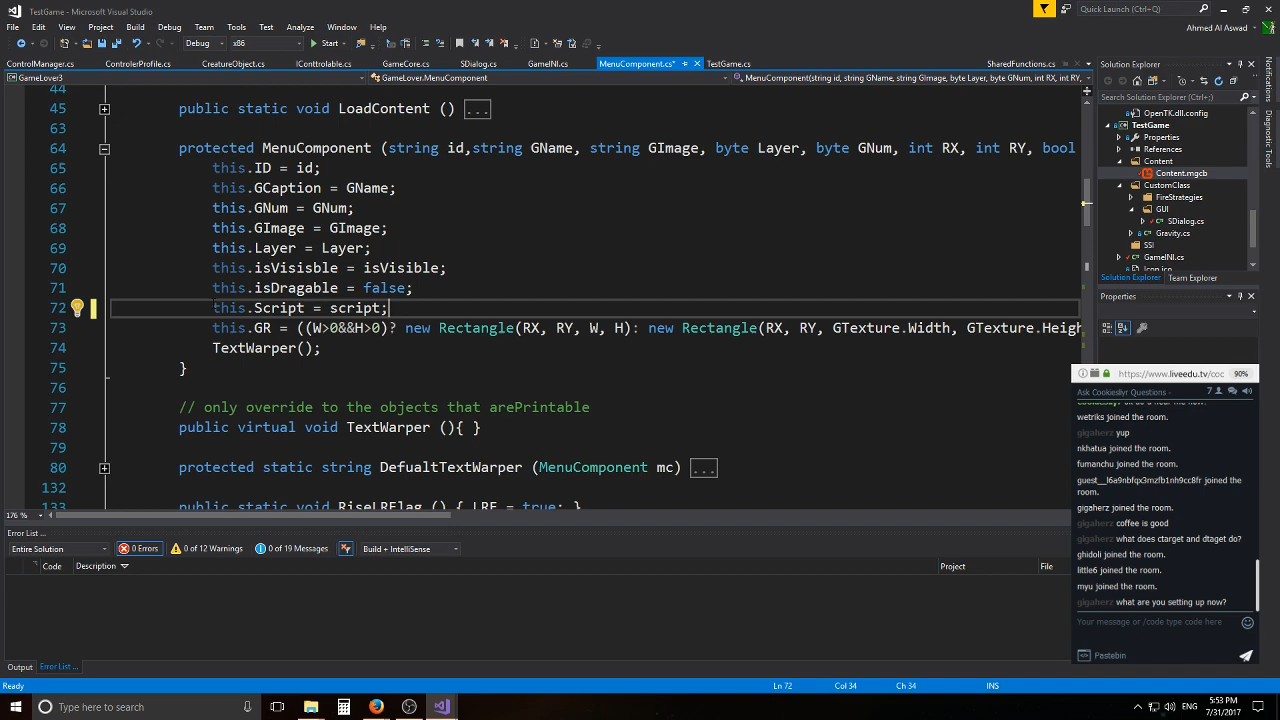 TestGame - Microsoft Visual Studio
Quick Launch (Ctrl+Q)
File Edit View Project Build Debug Team Tools Test Analyze Window Help
Ahmed Al Aswad
Debug x86 Start
ControlManager.cs ControlerProfile.cs CreatureObject.cs IControllable.cs GameCore.cs SDialog.cs GameINI.cs MenuComponent.cs* TestGame.cs SharedFunctions.cs
GameLover3 GameLover.MenuComponent MenuComponent(string id, string GName, string GImage, byte Layer, byte GNum, int RX, int RY,
44
45 public static void LoadContent () ...
63
64 protected MenuComponent (string id,string GName, string GImage, byte Layer, byte GNum, int RX, int RY, bool
65 this.ID = id;
66 this.GCaption = GName;
67 this.GNum = GNum;
68 this.GImage = GImage;
69 this.Layer = Layer;
70 this.isVisisble = isVisible;
71 this.isDragable = false;
72 this.Script = script;
73 this.GR = ((W>0&&H>0)? new Rectangle(RX, RY, W, H): new Rectangle(RX, RY, GTexture.Width, GTexture.Heigh
74 TextWarper();
75 }
76
77 // only override to the objects that arePrintable
78 public virtual void TextWarper (){ }
79
80 protected static string DefualtTextWarper (MenuComponent mc) ...
132
133 public static void RiseLREFlag () { LRE = true; }
176 %
Error List ...
Entire Solution 0 Errors 0 of 12 Warnings 0 of 19 Messages Build + IntelliSense
Code Description Project File
Output Error List ...
Ready Ln 72 Col 34 Ch 34 INS
Solution Explorer
Search Solution Explorer (Ctrl+;)
OpenTK.dll.config
TestGame
Properties
References
Content
Content.mgcb
CustomClass
FireStrategies
GUI
SDialog.cs
Gravity.cs
SSI
GameINI.cs
Icon.ico
Solution Explorer Team Explorer
Properties
Notifications
Diagnostic Tools
https://www.liveedu.tv/coc 90%
Ask Cookieslyr Questions - 7
wetriks joined the room.
gigaherz yup
nkhatua joined the room.
fumanchu joined the room.
guest__l6a9nbfqx3mzfb1nh9cc8fr joined the
room.
gigaherz joined the room.
gigaherz coffee is good
gigaherz what does ctarget and dtaget do?
ghidoli joined the room.
little6 joined the room.
myu joined the room.
gigaherz what are you setting up now?
Your message or /code type code here
Pastebin
Type here to search
ENG
5:53 PM
7/31/2017